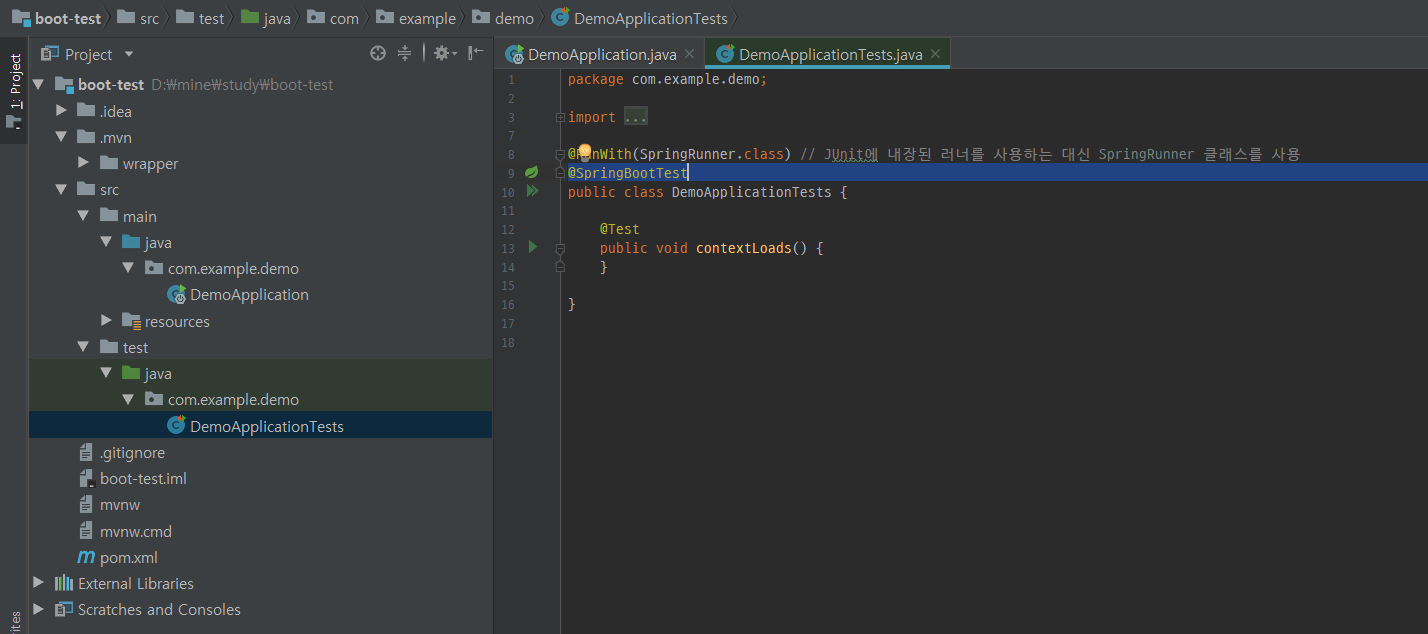 boot-test src test java com example demo DemoApplicationTests
1: Project
Project
DemoApplication.java DemoApplicationTests.java
boot-test D:₩mine₩study₩boot-test
.idea
.mvn
wrapper
src
main
java
com.example.demo
DemoApplication
resources
test
java
com.example.demo
DemoApplicationTests
.gitignore
boot-test.iml
mvnw
mvnw.cmd
pom.xml
External Libraries
Scratches and Consoles
1 package com.example.demo;
2
3 import ...
7
8 @RunWith(SpringRunner.class) // JUnit에 내장된 러너를 사용하는 대신 SpringRunner 클래스를 사용
9 @SpringBootTest
10 public class DemoApplicationTests {
11
12 @Test
13 public void contextLoads() {
14 }
15
16 }
17
18